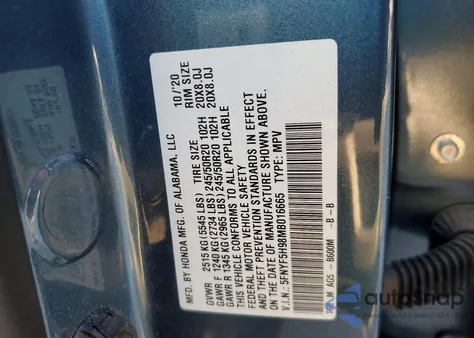 MFD. BY HONDA MFG. OF ALABAMA, LLC 10/'20
TIRE SIZE RIM SIZE
GVWR 2515 KG (5545 LBS)
GAWR F 1240 KG (2734 LBS) 245/50R20 102H 20X8.0J
GAWR R 1345 KG (2965 LBS) 245/50R20 102H 20X8.0J
THIS VEHICLE CONFORMS TO ALL APPLICABLE
FEDERAL MOTOR VEHICLE SAFETY
AND THEFT PREVENTION STANDARDS IN EFFECT
ON THE DATE OF MANUFACTURE SHOWN ABOVE.
V.I.N.: 5FNYF5H98MB016665 TYPE: MPV
AG5 - B600M - B - B
autosnap